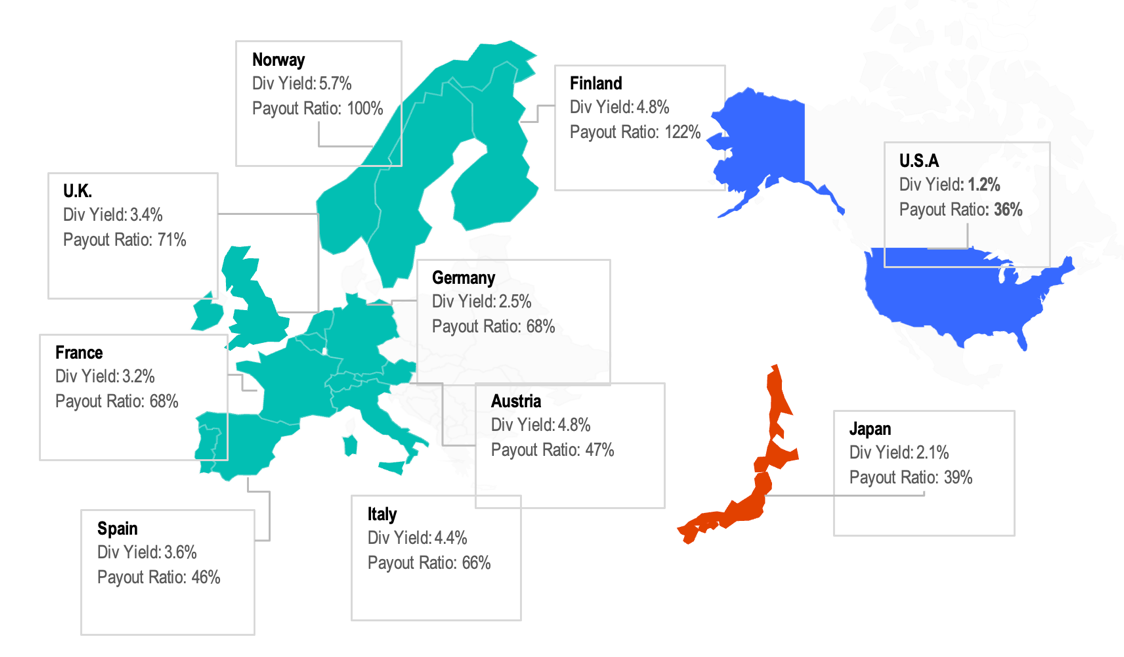 Norway
Div Yield: 5.7%
Payout Ratio: 100%
Finland
Div Yield: 4.8%
Payout Ratio: 122%
U.S.A
Div Yield: 1.2%
Payout Ratio: 36%
U.K.
Div Yield: 3.4%
Payout Ratio: 71%
Germany
Div Yield: 2.5%
Payout Ratio: 68%
France
Div Yield: 3.2%
Payout Ratio: 68%
Austria
Div Yield: 4.8%
Payout Ratio: 47%
Japan
Div Yield: 2.1%
Payout Ratio: 39%
Spain
Div Yield: 3.6%
Payout Ratio: 46%
Italy
Div Yield: 4.4%
Payout Ratio: 66%